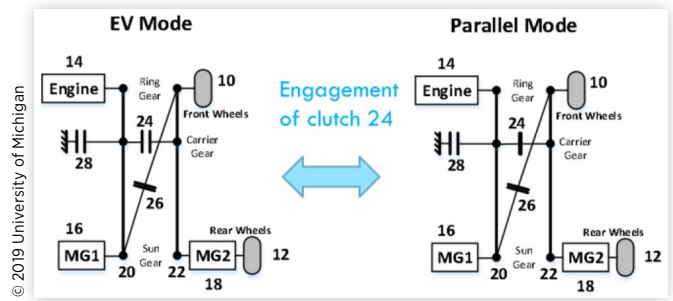 © 2019 University of Michigan
EV Mode
14
Engine
Ring
Gear
10
Front Wheels
24
Carrier
Gear
28
26
16
MG1
20
Sun
Gear
22
Rear Wheels
MG2
12
18
Engagement
of clutch 24
Parallel Mode
14
Engine
Ring
Gear
10
Front Wheels
24
Carrier
Gear
28
26
16
MG1
20
Sun
Gear
22
Rear Wheels
MG2
12
18